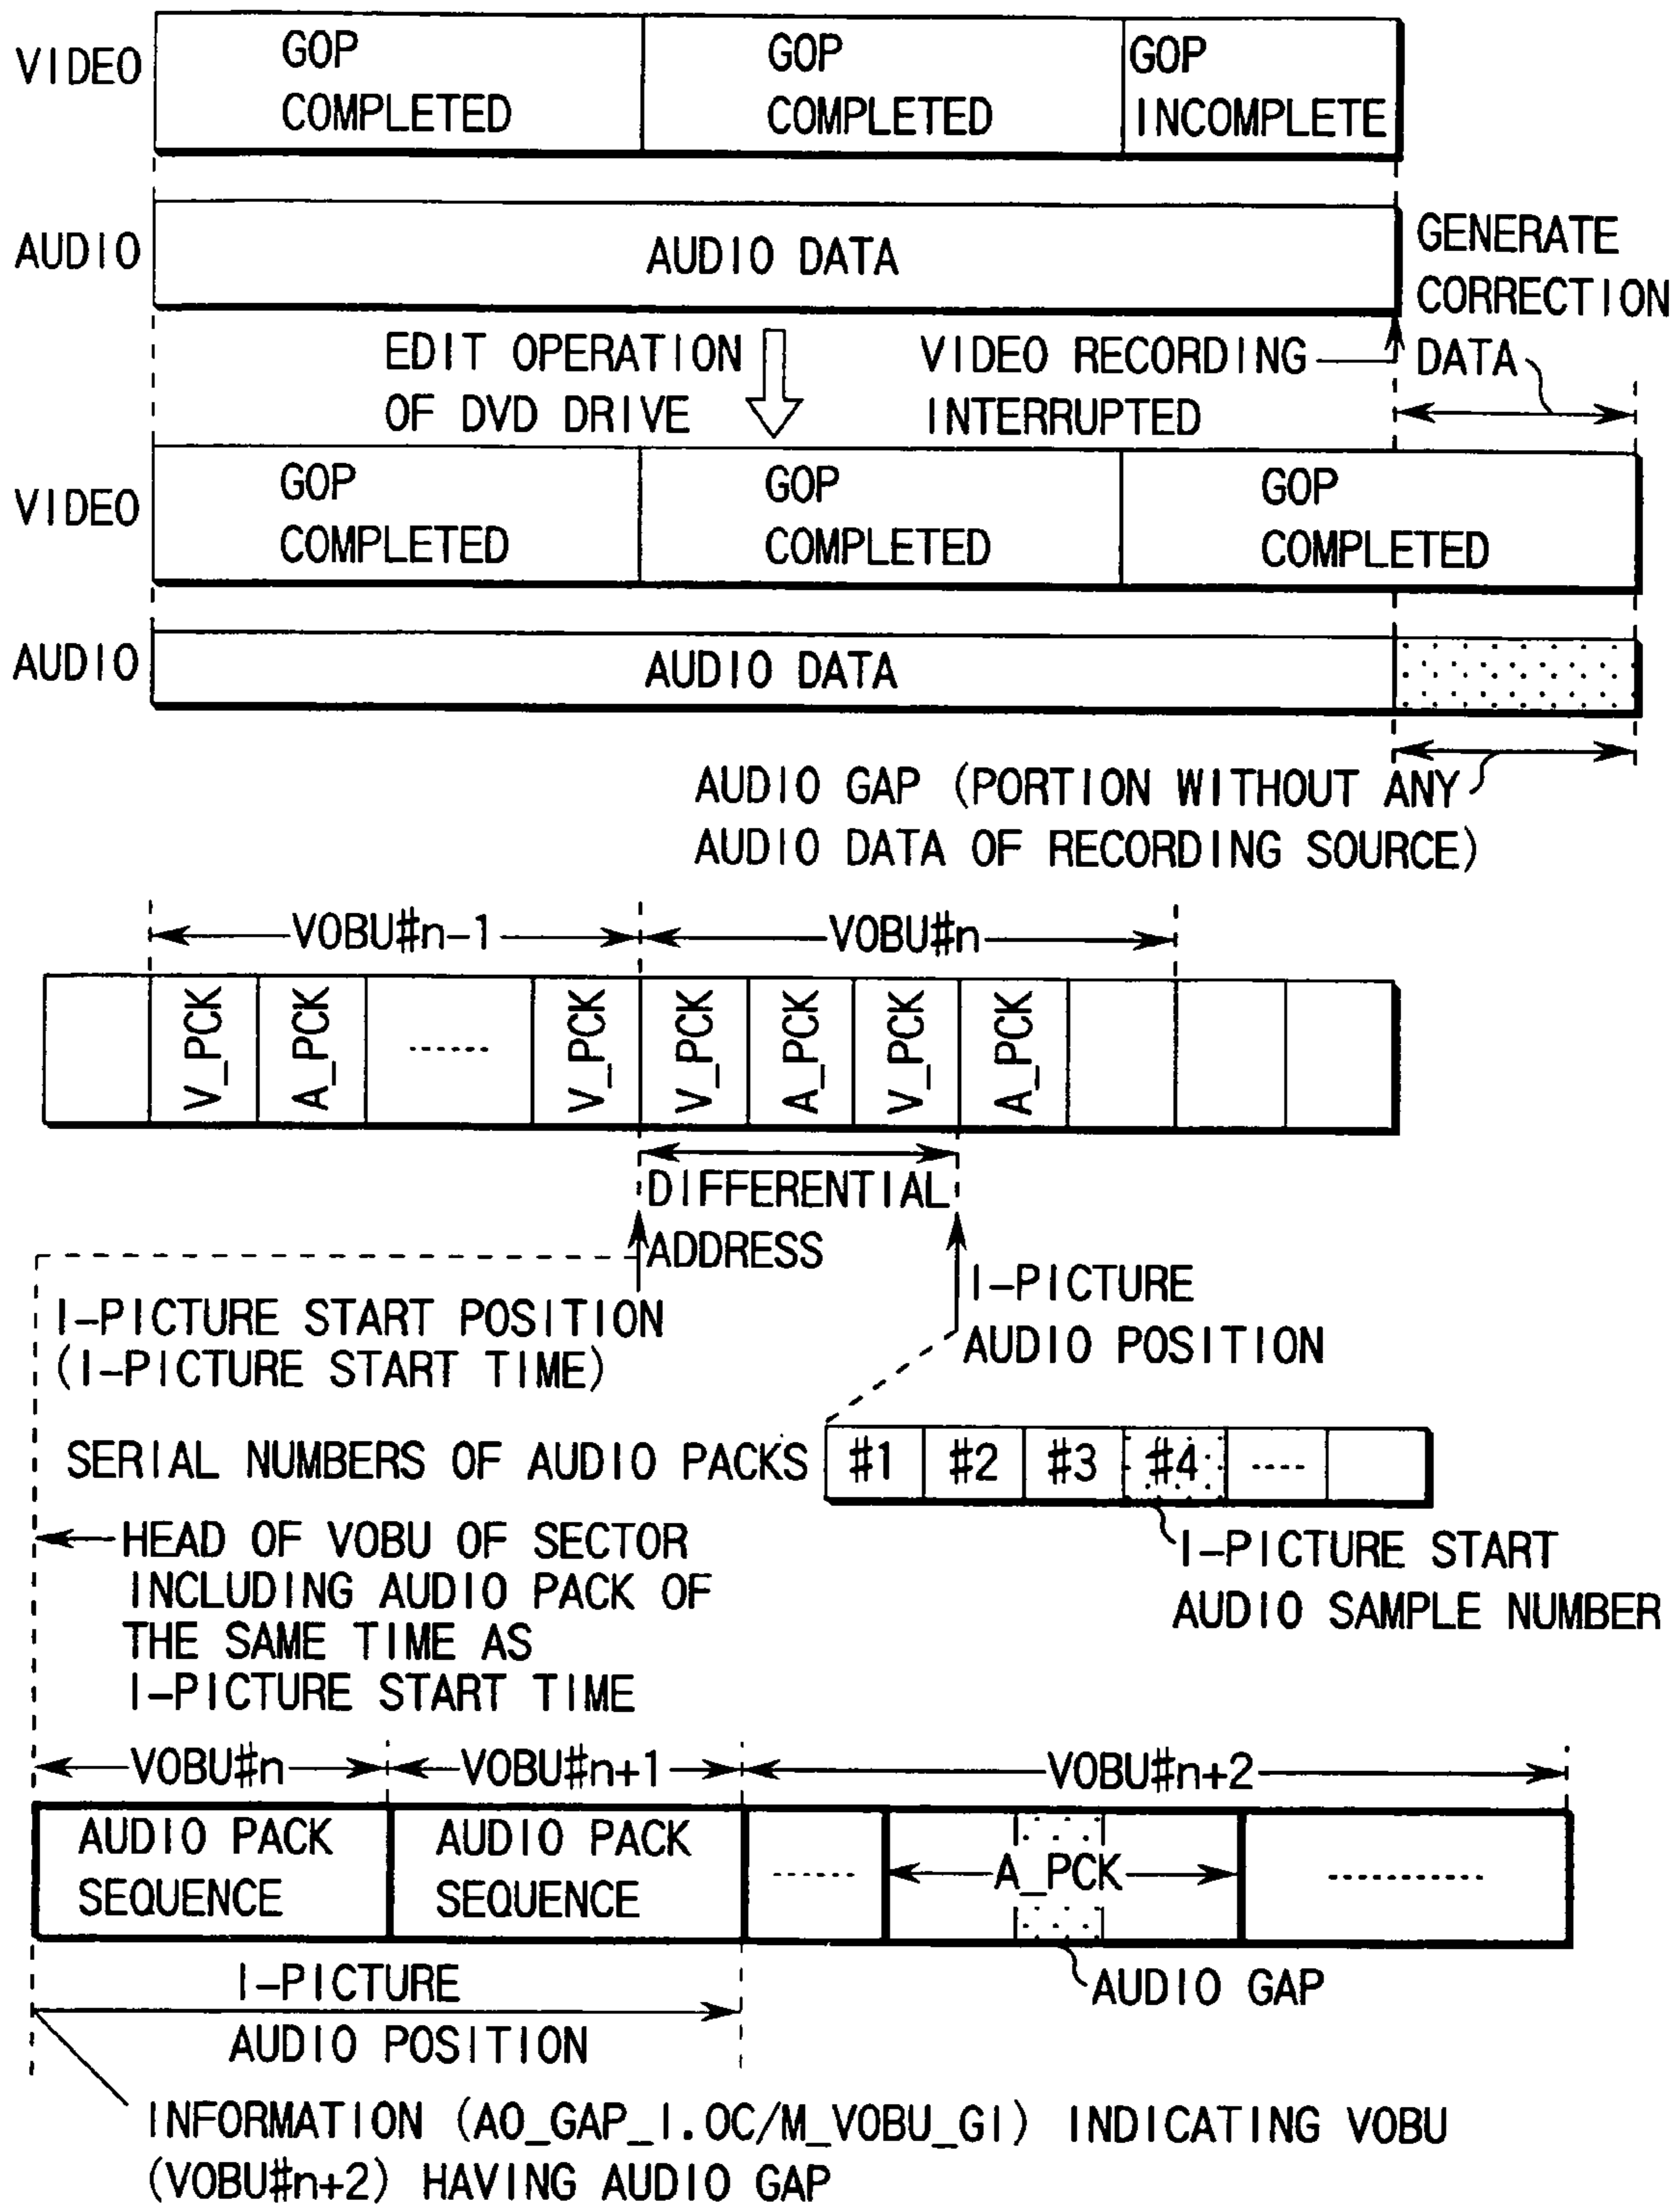 VIDEO
GOP
COMPLETED
GOP
COMPLETED
GOP
INCOMPLETE
AUDIO
AUDIO DATA
GENERATE
CORRECTION
DATA
EDIT OPERATION
OF DVD DRIVE
VIDEO RECORDING
INTERRUPTED
VIDEO
GOP
COMPLETED
GOP
COMPLETED
GOP
COMPLETED
AUDIO
AUDIO DATA
AUDIO GAP (PORTION WITHOUT ANY
AUDIO DATA OF RECORDING SOURCE)
VOBU#n-1
VOBU#n
V_PCK
A_PCK
V_PCK
V_PCK
A_PCK
V_PCK
A_PCK
DIFFERENTIAL
ADDRESS
I-PICTURE START POSITION
(I-PICTURE START TIME)
I-PICTURE
AUDIO POSITION
SERIAL NUMBERS OF AUDIO PACKS
#1
#2
#3
#4
I-PICTURE START
AUDIO SAMPLE NUMBER
HEAD OF VOBU OF SECTOR
INCLUDING AUDIO PACK OF
THE SAME TIME AS
I-PICTURE START TIME
VOBU#n
VOBU#n+1
VOBU#n+2
AUDIO PACK
SEQUENCE
AUDIO PACK
SEQUENCE
A_PCK
AUDIO GAP
I-PICTURE
AUDIO POSITION
INFORMATION (A0_GAP_I.OC/M_VOBU_GI) INDICATING VOBU
(VOBU#n+2) HAVING AUDIO GAP